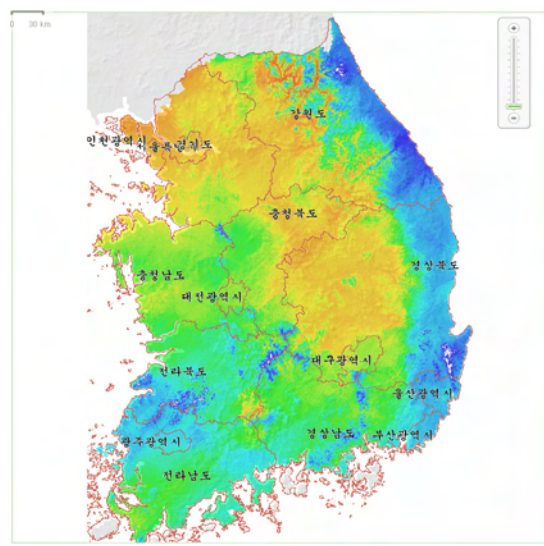 0 30 km
강원도
인천광역시
경기도
충청북도
경상북도
충청남도
대전광역시
대구광역시
전라북도
울산광역시
경상남도
부산광역시
광주광역시
전라남도